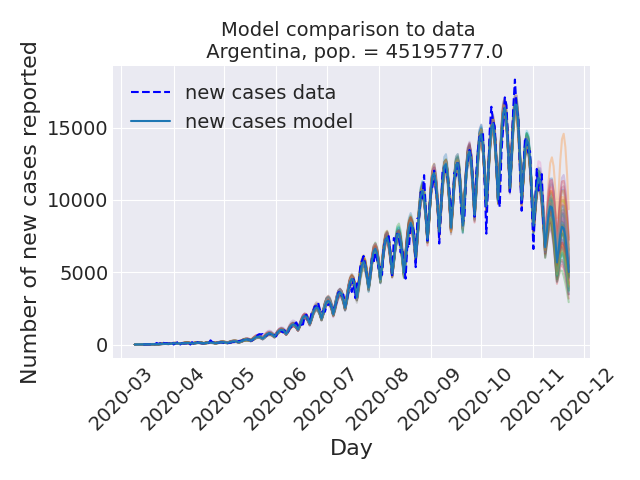 Model comparison to data
Argentina, pop. = 45195777.0
new cases data
new cases model
Number of new cases reported
15000
10000
5000
0
2020-03
2020-04
2020-05
2020-06
2020-07
2020-08
2020-09
2020-10
2020-11
2020-12
Day